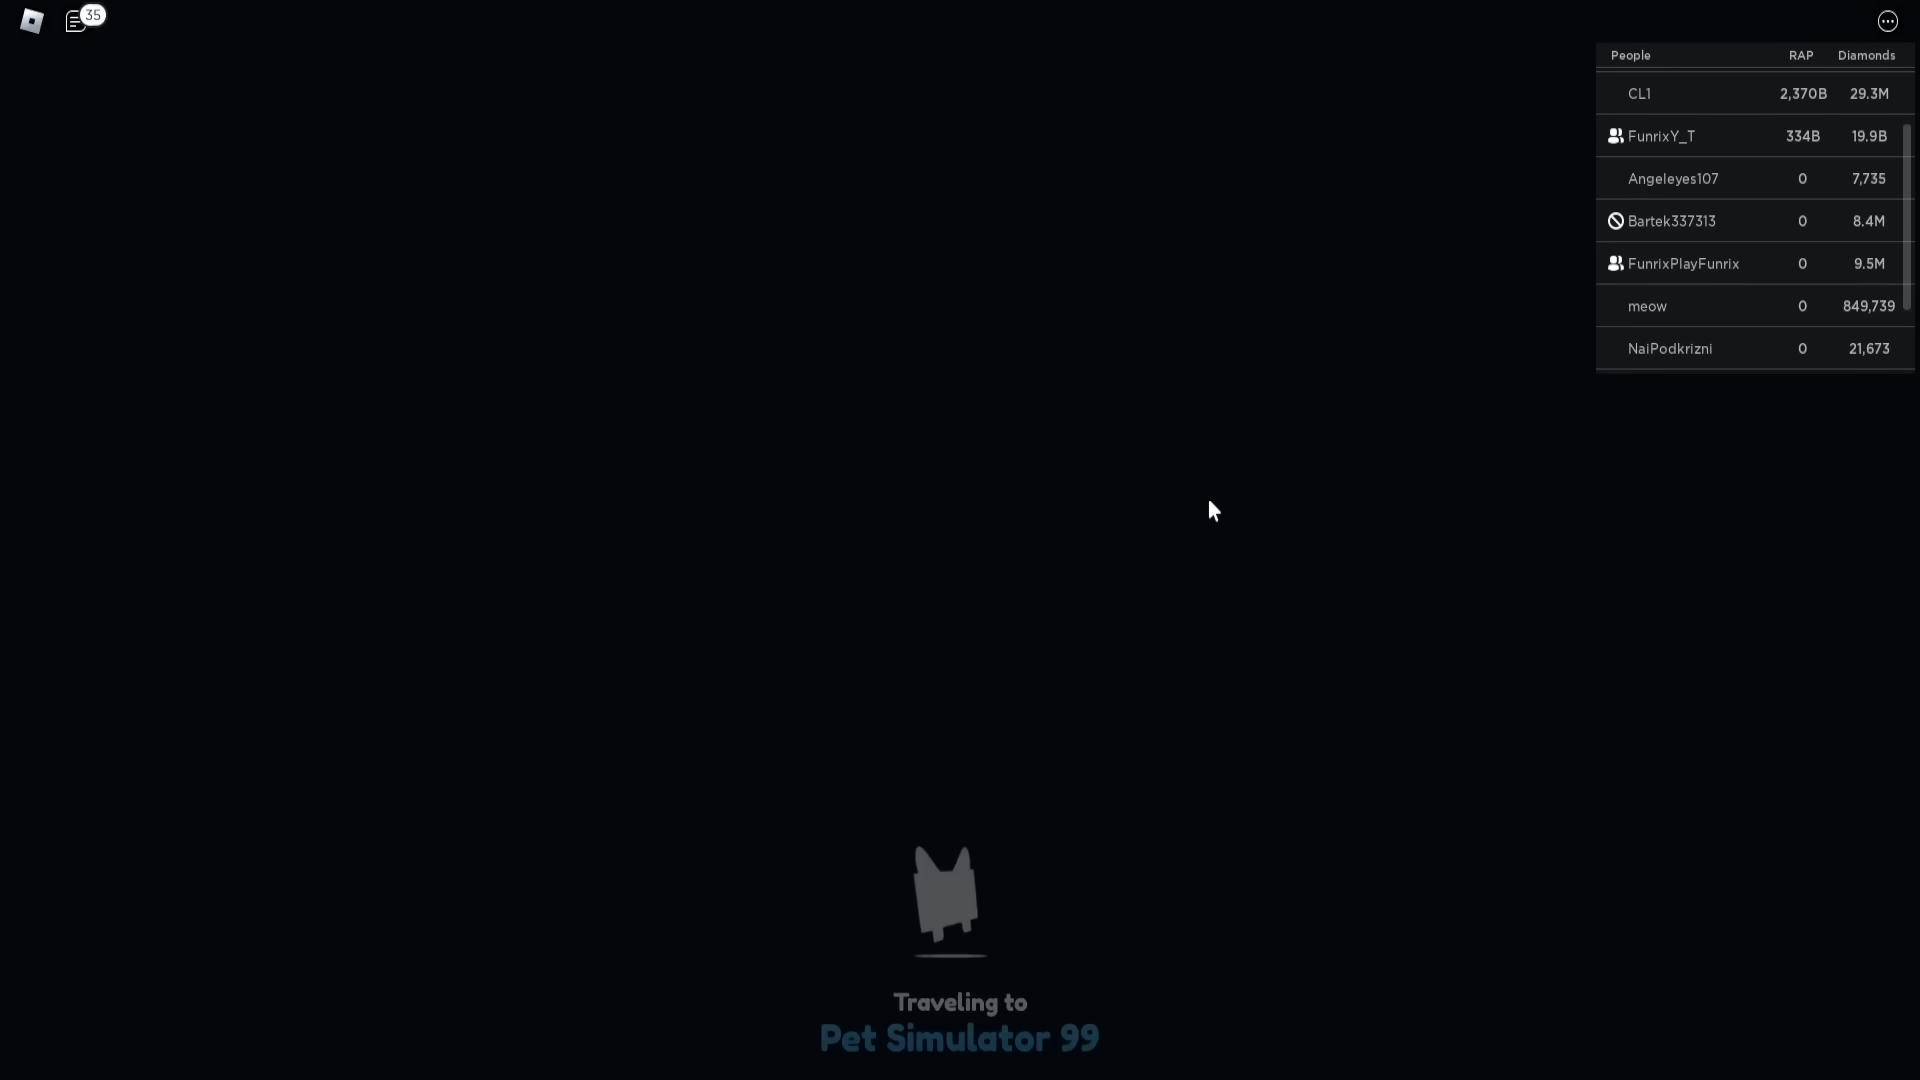 35
People RAP Diamonds
CL1 2,370B 29.3M
FunrixY_T 334B 19.9B
Angeleyes107 0 7,735
Bartek337313 0 8.4M
FunrixPlayFunrix 0 9.5M
meow 0 849,739
NaiPodkrizni 0 21,673
Traveling to
Pet Simulator 99